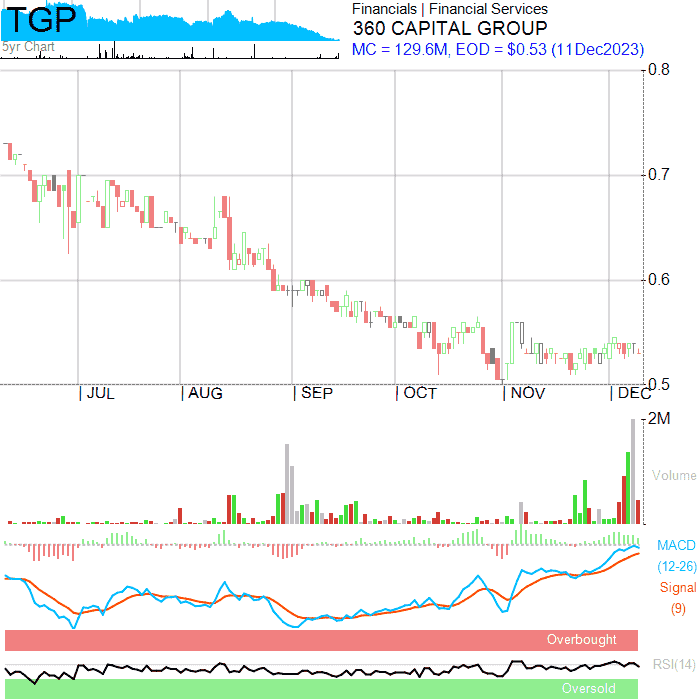 TGP
5yr Chart
Financials | Financial Services
360 CAPITAL GROUP
MC = 129.6M, EOD = $0.53 (11Dec2023)
0.8
0.7
0.6
0.5
JUL AUG SEP OCT NOV DEC
2M
Volume
MACD
(12-26)
Signal
(9)
Overbought
RSI(14)
Oversold